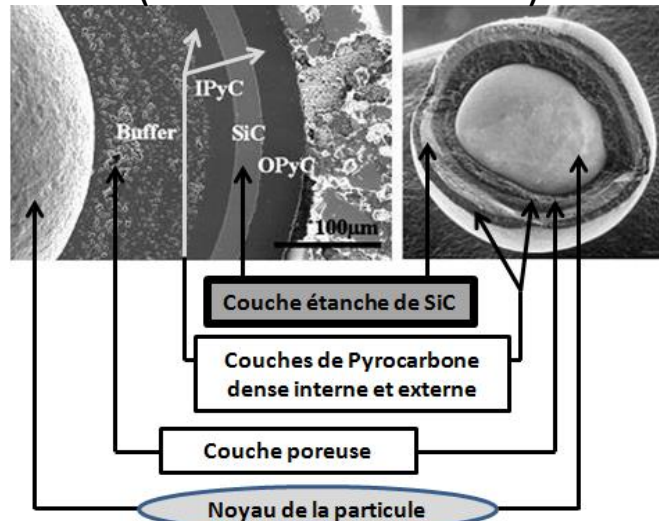 IPyC
Buffer
SiC
OPyC
100µm
Couche étanche de SiC
Couches de Pyrocarbone
dense interne et externe
Couche poreuse
Noyau de la particule